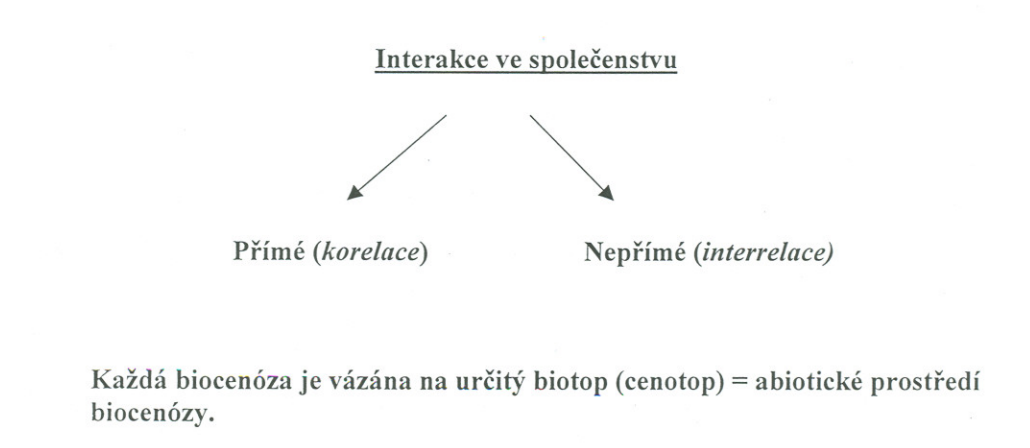 Interakce ve společenstvu
Přímé (korelace)
Nepřímé (interrelace)
Každá biocenóza je vázána na určitý biotop (cenotop) = abiotické prostředí
biocenózy.